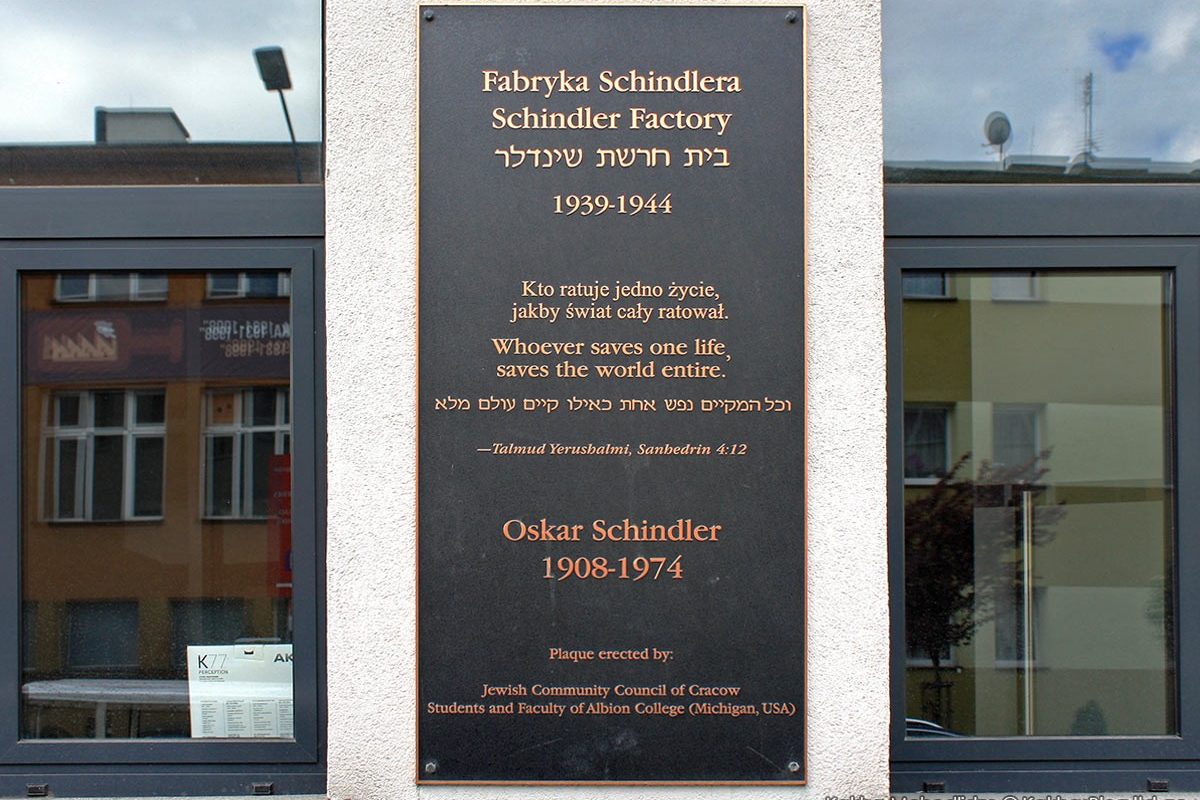 Fabryka Schindlera
Schindler Factory
בית חרשת שינדלר
1939-1944
Kto ratuje jedno życie,
jakby świat cały ratował.
Whoever saves one life,
saves the world entire.
וכל המקיים נפש אחת כאילו קיים עולם מלא
—Talmud Yerushalmi, Sanhedrin 4:12
Oskar Schindler
1908-1974
Plaque erected by:
Jewish Community Council of Cracow
Students and Faculty of Albion College (Michigan, USA)
K77
PERCEPTION
AK